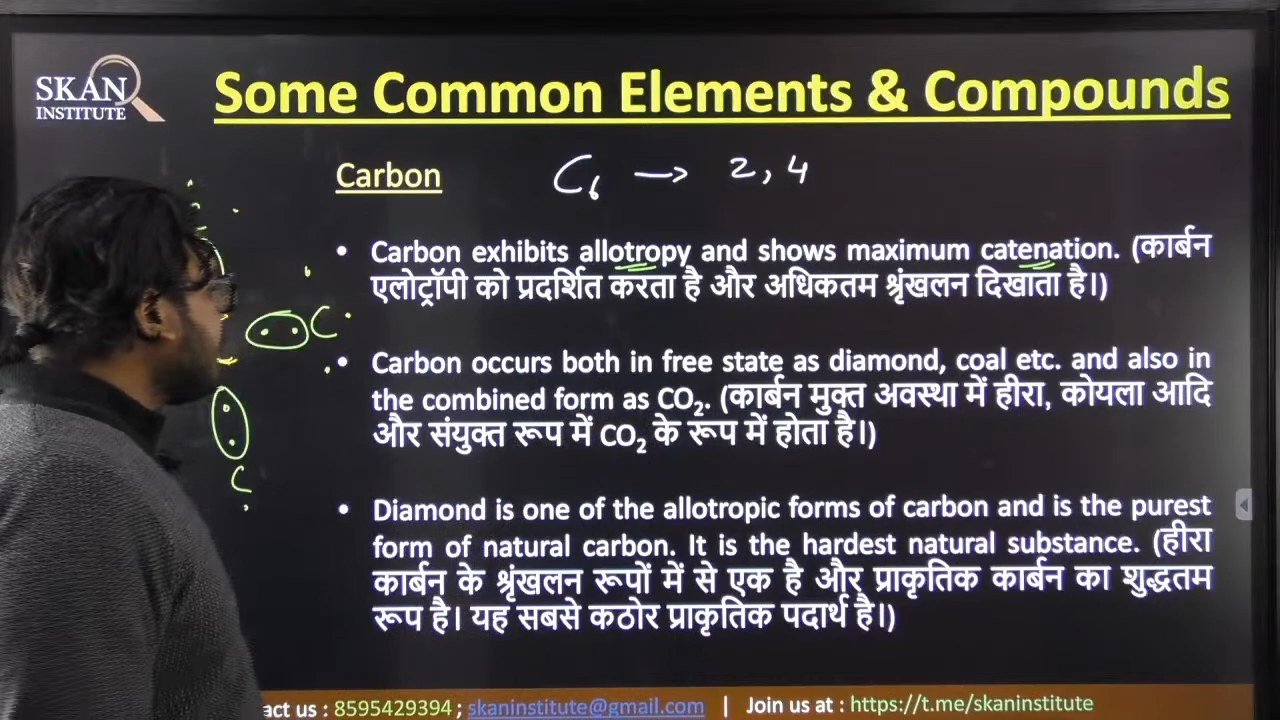 SKAN
INSTITUTE
Some Common Elements & Compounds
Carbon
C₆ → 2, 4
• Carbon exhibits allotropy and shows maximum catenation. (कार्बन
एलोट्रॉपी को प्रदर्शित करता है और अधिकतम श्रृंखलन दिखाता है।)
C
• Carbon occurs both in free state as diamond, coal etc. and also in
the combined form as CO₂. (कार्बन मुक्त अवस्था में हीरा, कोयला आदि
और संयुक्त रूप में CO₂ के रूप में होता है।)
C
• Diamond is one of the allotropic forms of carbon and is the purest
form of natural carbon. It is the hardest natural substance. (हीरा
कार्बन के श्रृंखलन रूपों में से एक है और प्राकृतिक कार्बन का शुद्धतम
रूप है। यह सबसे कठोर प्राकृतिक पदार्थ है।)
act us : 8595429394 ; skaninstitute@gmail.com | Join us at : https://t.me/skaninstitute